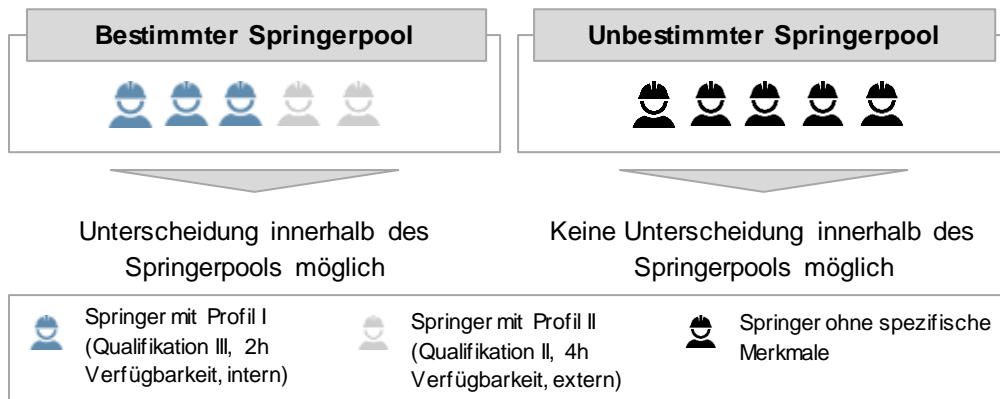 Bestimmter Springerpool
Unbestimmter Springerpool
Unterscheidung innerhalb des
Springerpools möglich
Keine Unterscheidung innerhalb des
Springerpools möglich
Springer mit Profil I
(Qualifikation III, 2h
Verfügbarkeit, intern)
Springer mit Profil II
(Qualifikation II, 4h
Verfügbarkeit, extern)
Springer ohne spezifische
Merkmale